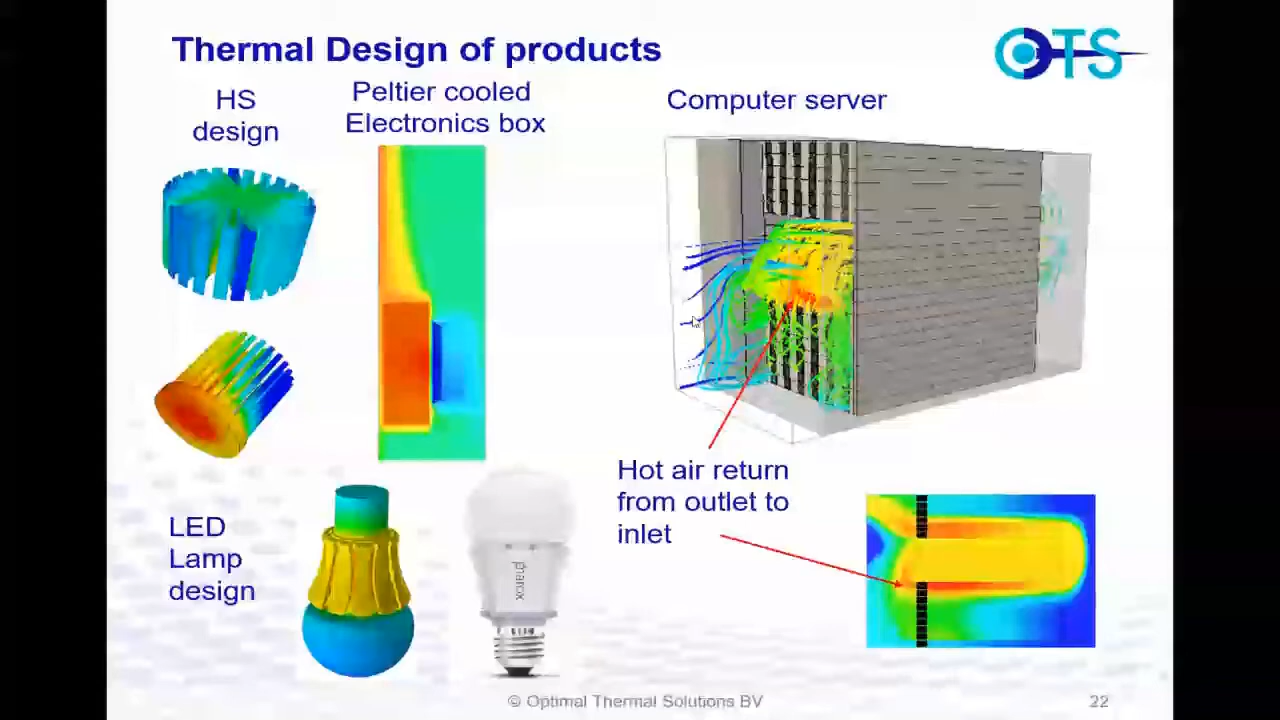 Thermal Design of products
OTS
HS
design
Peltier cooled
Electronics box
Computer server
Hot air return
from outlet to
inlet
LED
Lamp
design
pharox
© Optimal Thermal Solutions BV
22